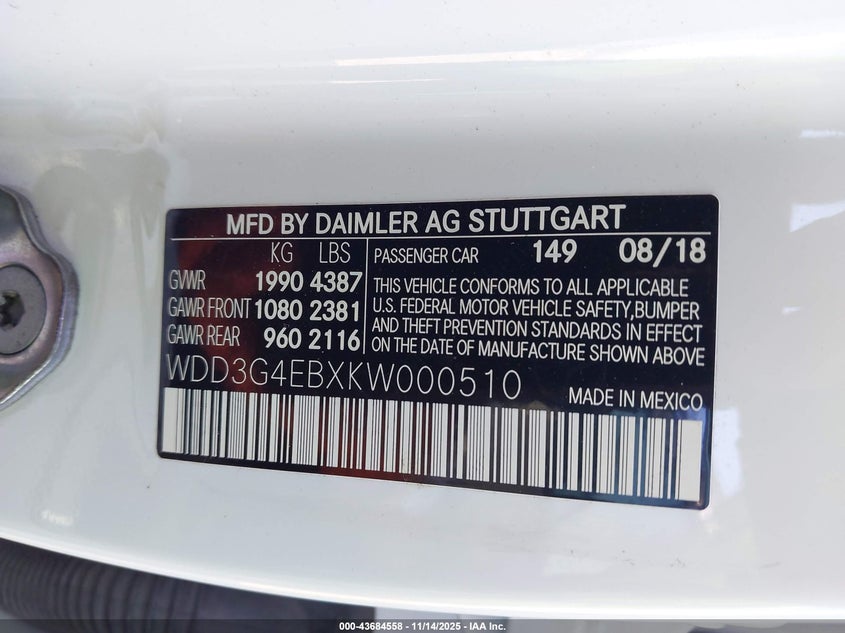 MFD BY DAIMLER AG STUTTGART
KG LBS
GVWR 1990 4387
GAWR FRONT 1080 2381
GAWR REAR 960 2116
PASSENGER CAR 149 08/18
THIS VEHICLE CONFORMS TO ALL APPLICABLE
U.S. FEDERAL MOTOR VEHICLE SAFETY,BUMPER
AND THEFT PREVENTION STANDARDS IN EFFECT
ON THE DATE OF MANUFACTURE SHOWN ABOVE
WDD3G4EBXKW000510
MADE IN MEXICO
000-43684558 - 11/14/2025 - IAA Inc.